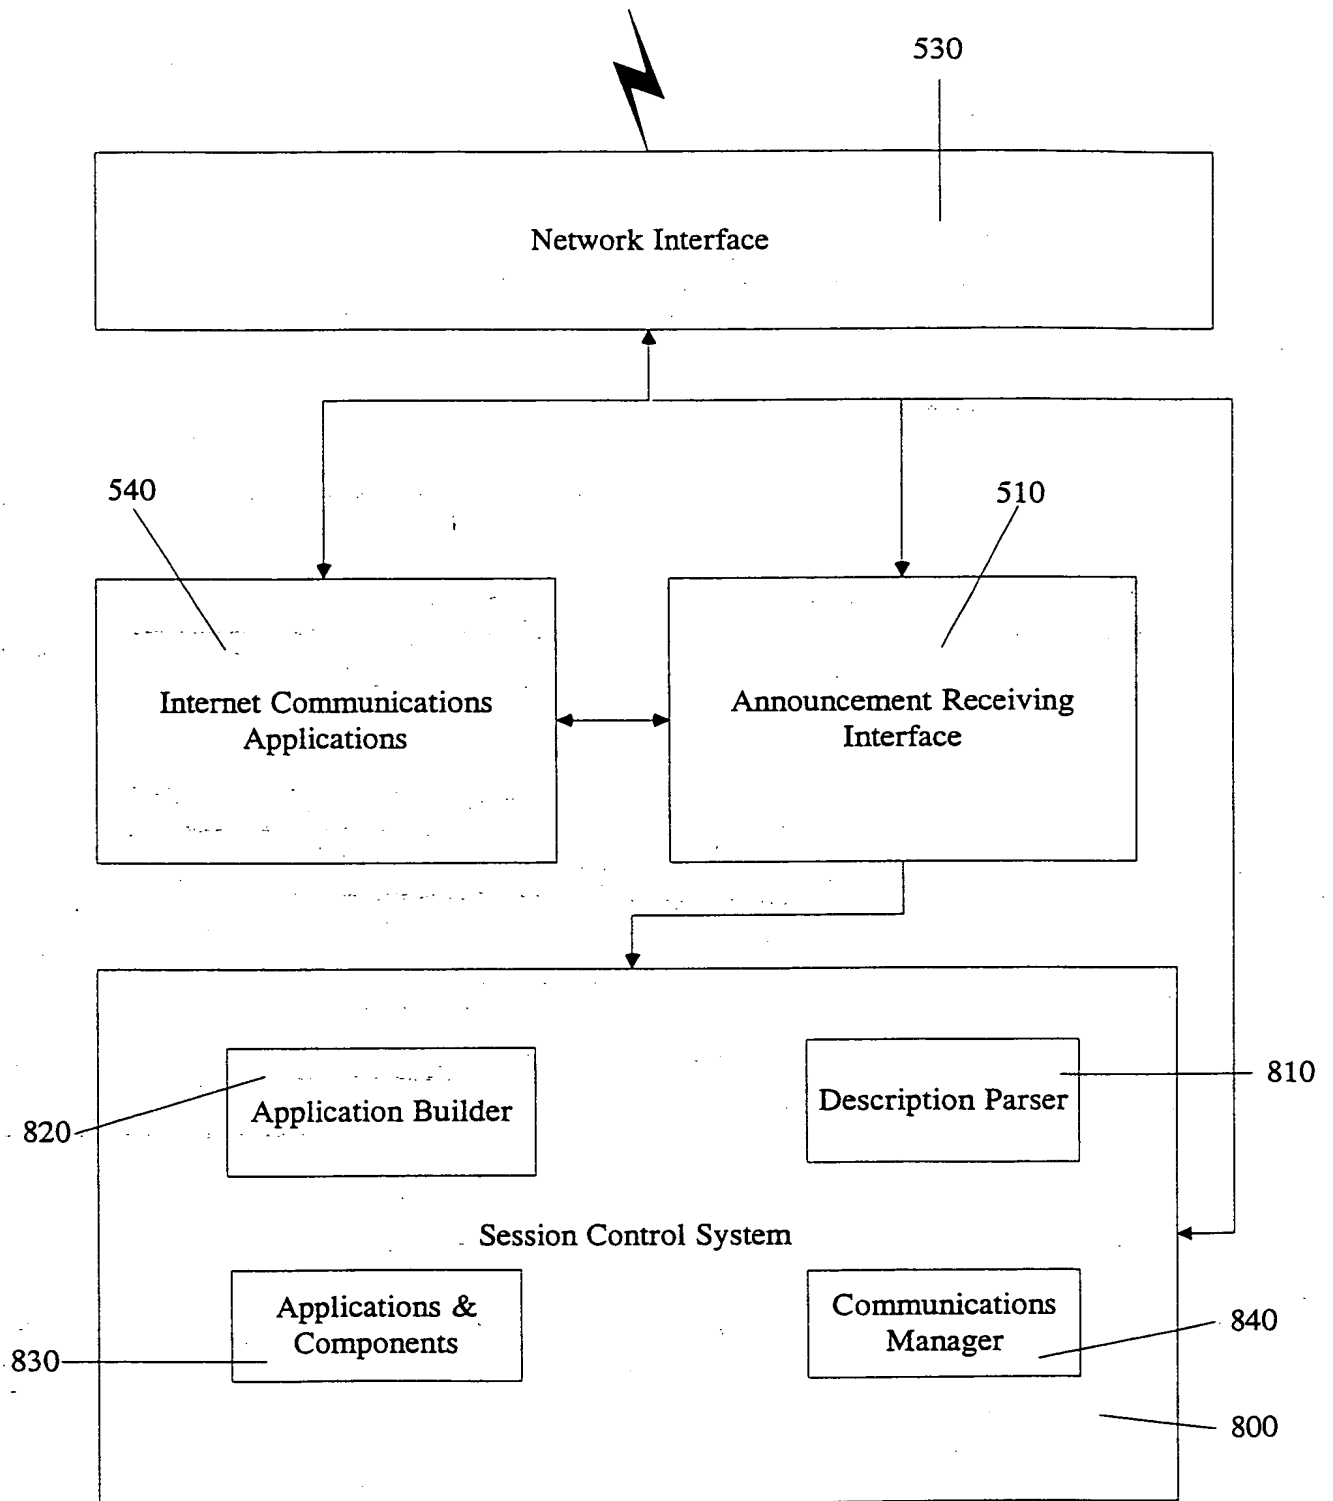 530
Network Interface
540
510
Internet Communications
Applications
Announcement Receiving
Interface
810
Application Builder
Description Parser
820
Session Control System
Applications &
Components
Communications
Manager
840
830
800